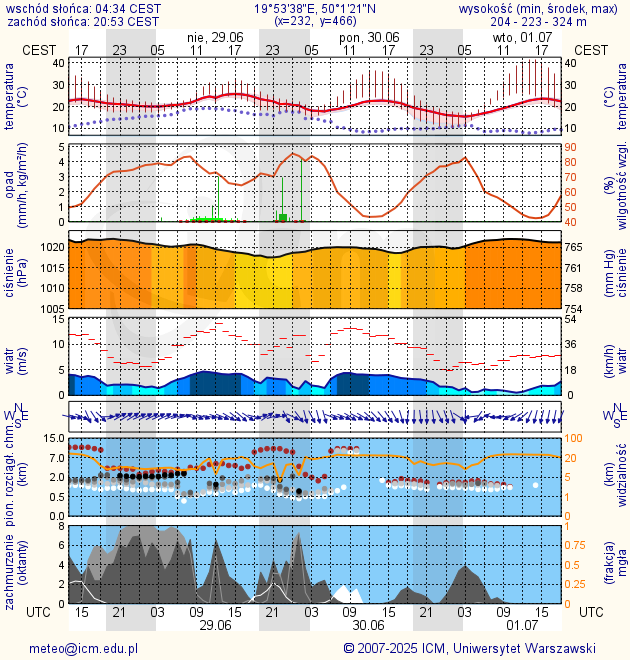 wschód słońca: 04:34 CEST 19°53'38"E, 50°1'21"N wysokość (min, środek, max)
zachód słońca: 20:53 CEST (x=232, y=466) 204 - 223 - 324 m
nie, 29.06 pon, 30.06 wto, 01.07
CEST 17 23 05 11 17 23 05 11 17 23 05 11 17 CEST
temperatura
(°C)
40 30 20 10
40 30 20 10
temperatura
(°C)
opad
(mm/h, kg/m²/h)
5 4 3 2 1 0
90 80 70 60 50 40
(%)
wilgotność wzgl.
ciśnienie
(hPa)
1020 1015 1010 1005
765 761 758 754
(mm Hg)
ciśnienie
wiatr
(m/s)
15 10 5 0
54 36 18 0
(km/h)
wiatr
N
W E
S
N
W E
S
pion. rozciągł. chm.
(km)
15.0 7.0 2.0 0.5 0.0
100 20 5 1 0
(km)
widzialność
zachmurzenie
(oktanty)
8 6 4 2 0
1 0.75 0.5 0.25 0
(frakcja)
mgła
UTC 15 21 03 09 15 21 03 09 15 21 03 09 15 UTC
29.06 30.06 01.07
meteo@icm.edu.pl © 2007-2025 ICM, Uniwersytet Warszawski